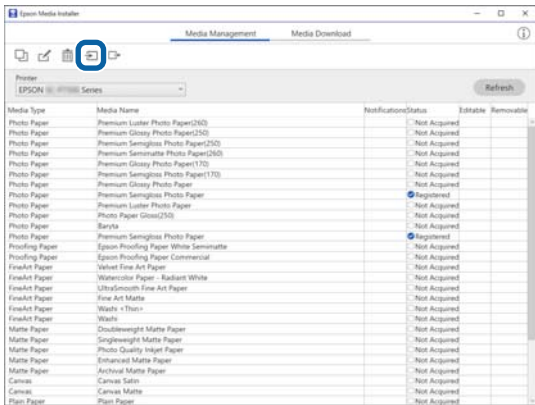 Epson Media Installer
Media Management Media Download
Printer
EPSON Series
Refresh
Media Type Media Name Notifications Status Editable Removable
Photo Paper Premium Luster Photo Paper(260) Not Acquired
Photo Paper Premium Glossy Photo Paper(250) Not Acquired
Photo Paper Premium Semigloss Photo Paper(250) Not Acquired
Photo Paper Premium Semimatte Photo Paper(260) Not Acquired
Photo Paper Premium Glossy Photo Paper(170) Not Acquired
Photo Paper Premium Semigloss Photo Paper(170) Not Acquired
Photo Paper Premium Glossy Photo Paper Not Acquired
Photo Paper Premium Semigloss Photo Paper Registered
Photo Paper Premium Luster Photo Paper Not Acquired
Photo Paper Photo Paper Gloss(250) Not Acquired
Photo Paper Baryta Not Acquired
Photo Paper Premium Semigloss Photo Paper Registered
Proofing Paper Epson Proofing Paper White Semimatte Not Acquired
Proofing Paper Epson Proofing Paper Commercial Not Acquired
FineArt Paper Velvet Fine Art Paper Not Acquired
FineArt Paper Watercolor Paper - Radiant White Not Acquired
FineArt Paper UltraSmooth Fine Art Paper Not Acquired
FineArt Paper Fine Art Matte Not Acquired
FineArt Paper Washi <Thin> Not Acquired
FineArt Paper Washi Not Acquired
Matte Paper Doubleweight Matte Paper Not Acquired
Matte Paper Singleweight Matte Paper Not Acquired
Matte Paper Photo Quality Inkjet Paper Not Acquired
Matte Paper Enhanced Matte Paper Not Acquired
Matte Paper Archival Matte Paper Not Acquired
Canvas Canvas Satin Not Acquired
Canvas Canvas Matte Not Acquired
Plain Paper Plain Paper Not Acquired